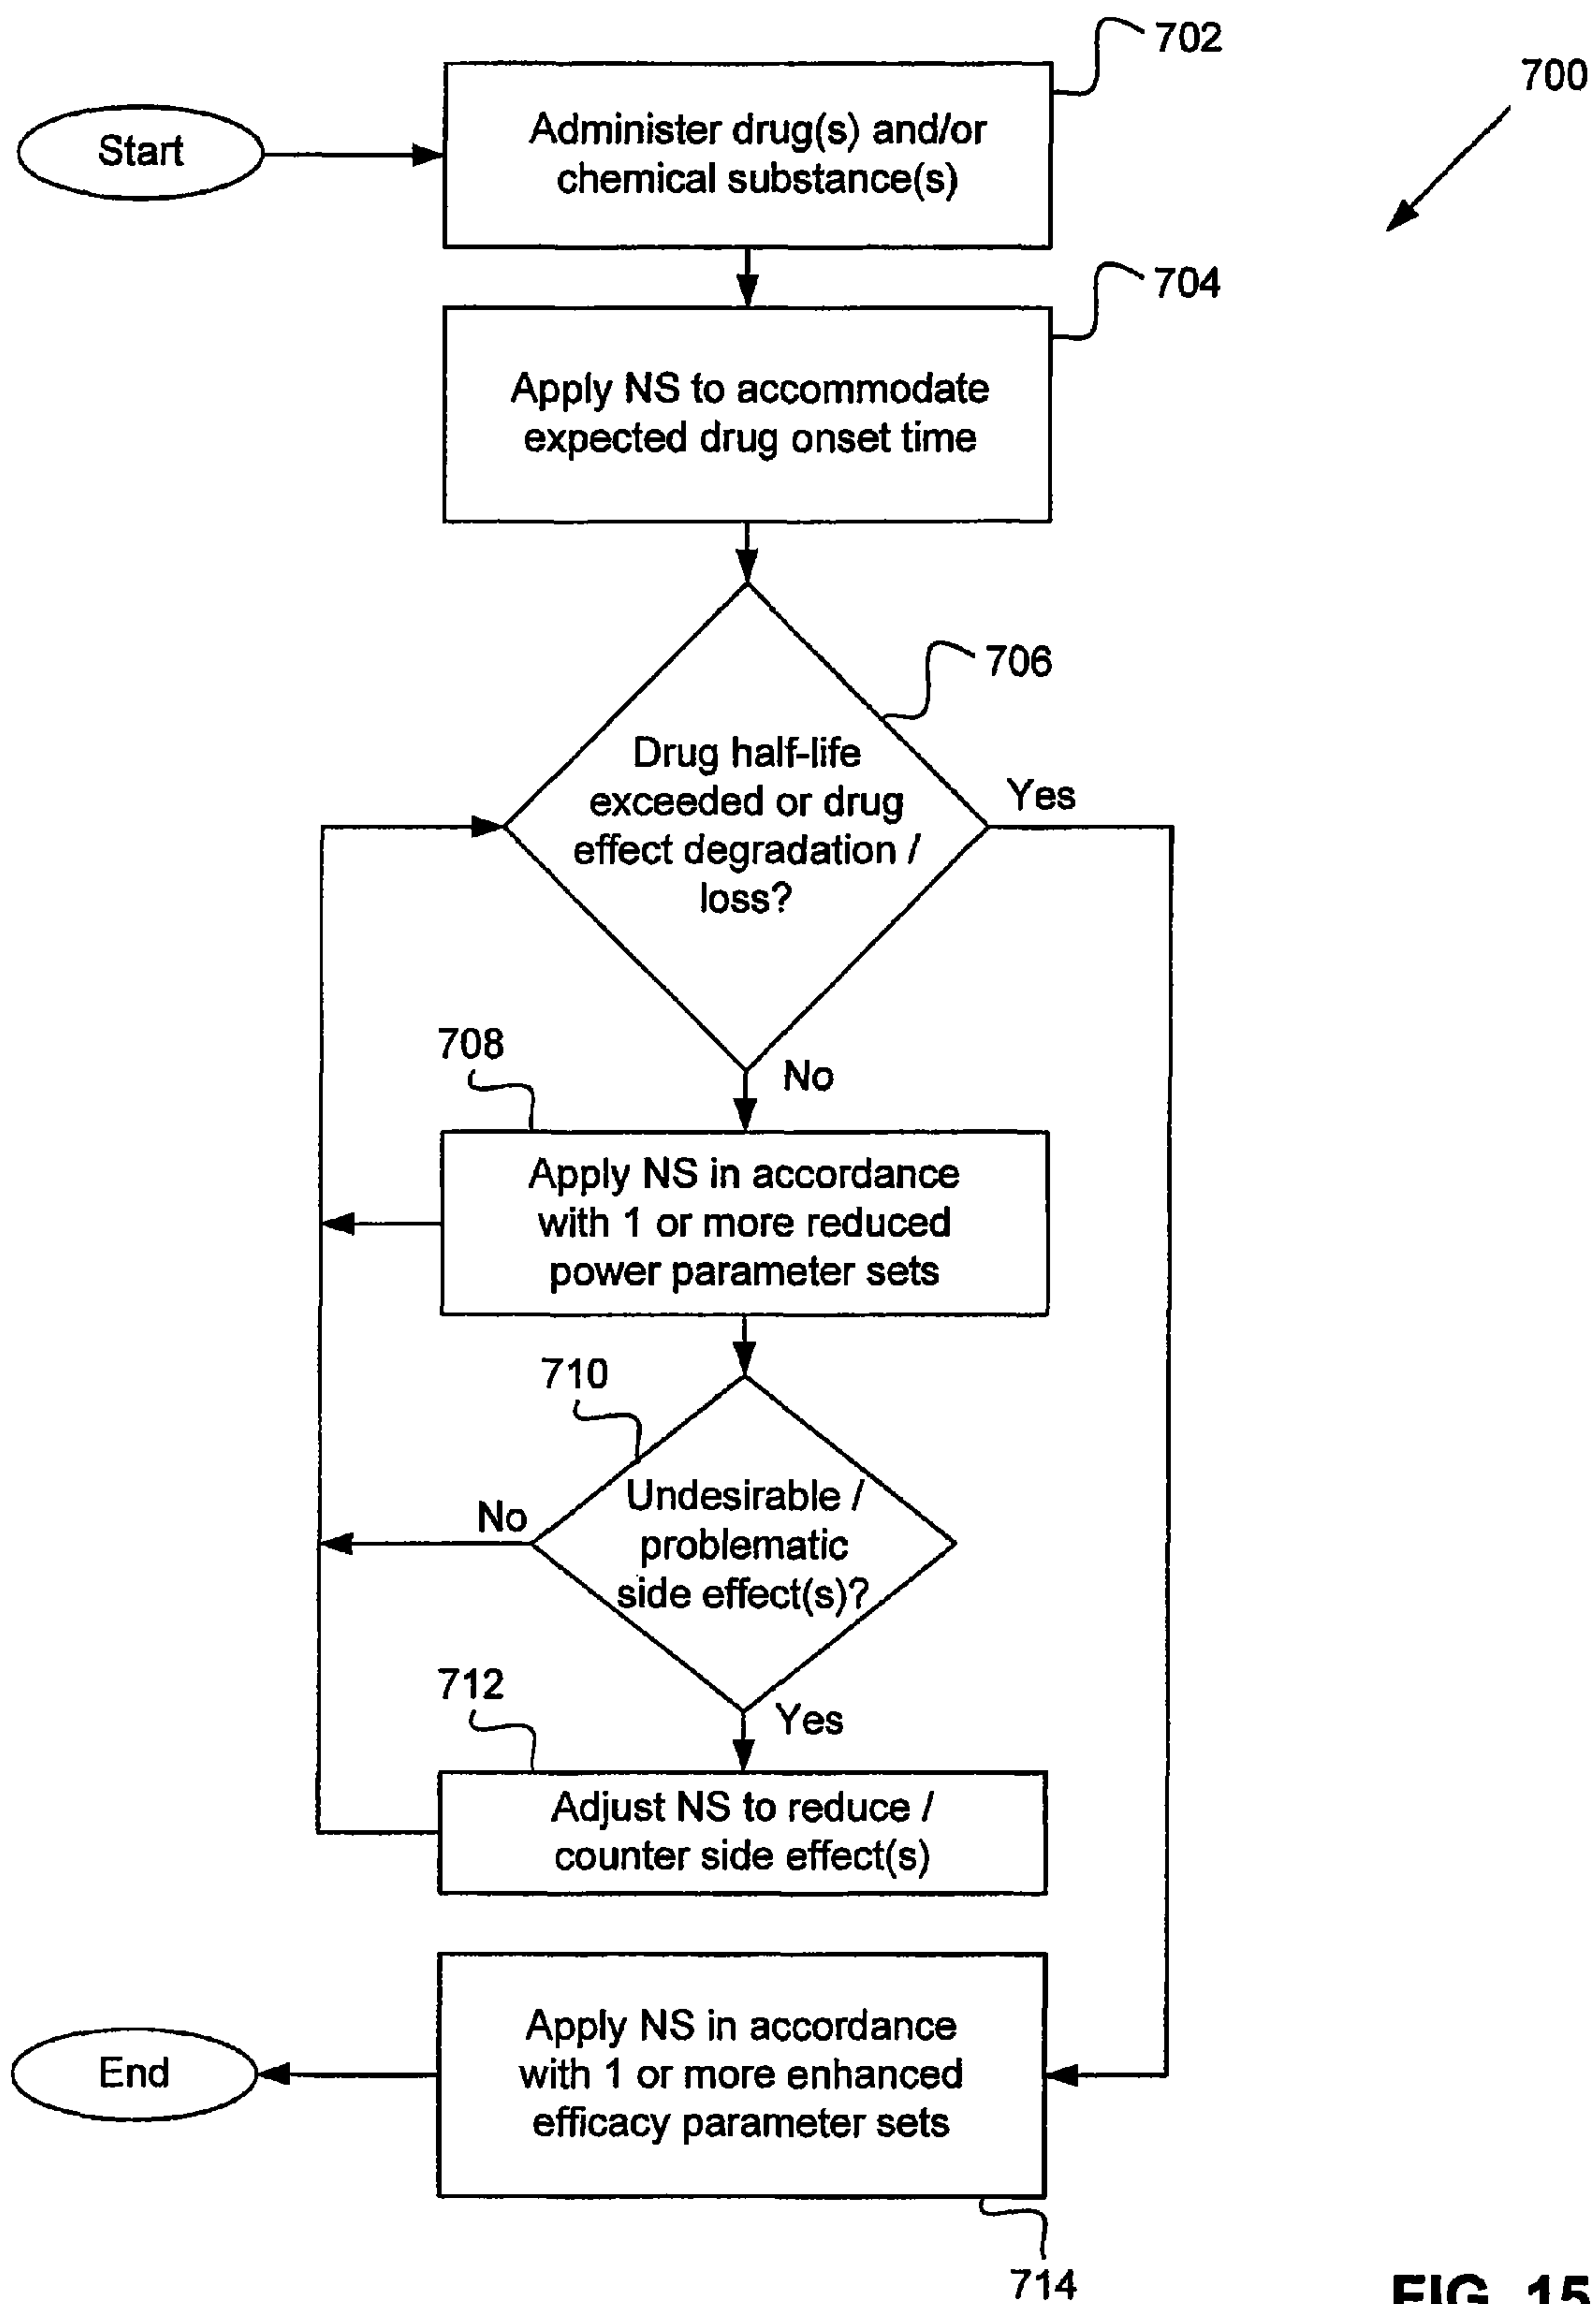 702
700
Start
Administer drug(s) and/or
chemical substance(s)
704
Apply NS to accommodate
expected drug onset time
706
Drug half-life
exceeded or drug
effect degradation /
loss?
Yes
708
No
Apply NS in accordance
with 1 or more reduced
power parameter sets
710
Undesirable /
problematic
side effect(s)?
No
712
Yes
Adjust NS to reduce /
counter side effect(s)
Apply NS in accordance
with 1 or more enhanced
efficacy parameter sets
End
714
FIG. 15